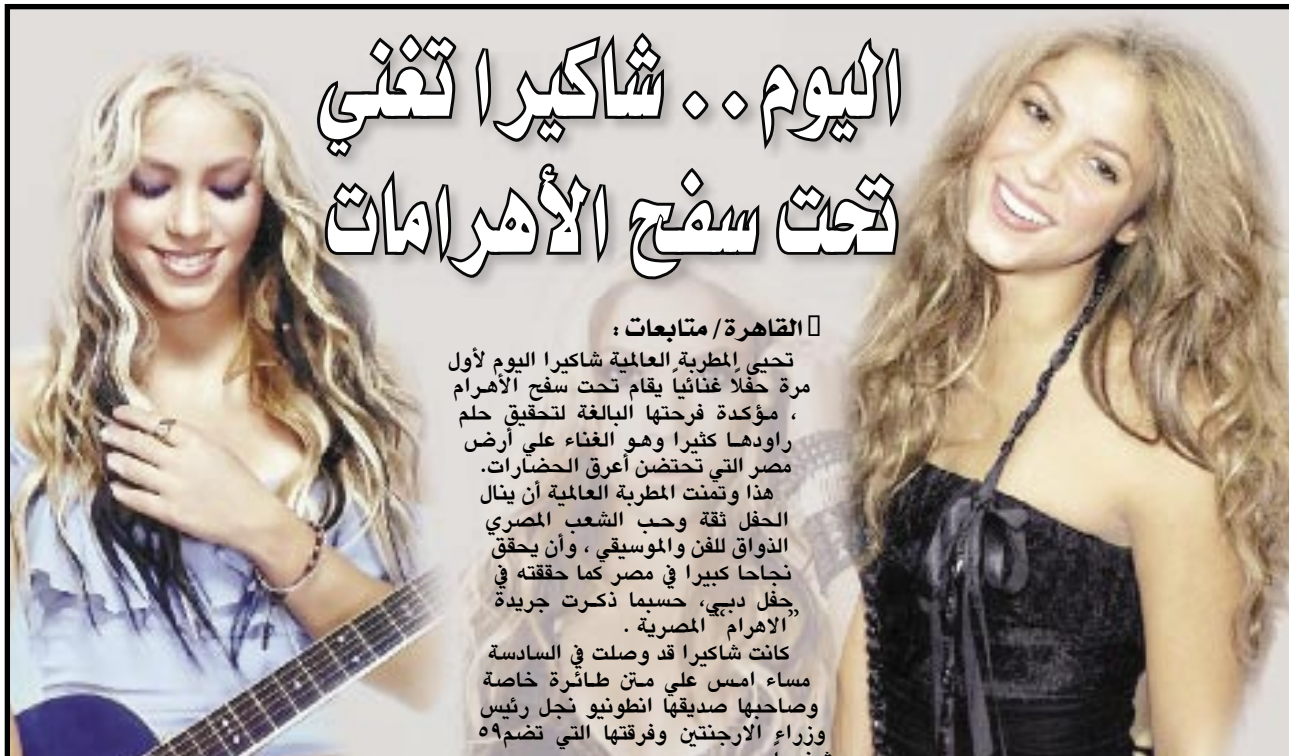 اليوم . . شاكيرا تغني
تحت سفح الأهرامات
القاهرة / متابعات :
تحيي المطربة العالمية شاكيرا اليوم لأول
مرة حفلاً غنائياً يقام تحت سفح الأهرام
، مؤكدة فرحتها البالغة لتحقيق حلم
راودها كثيرا وهو الغناء علي أرض
مصر التي تحتضن أعرق الحضارات.
هذا وتمنت المطربة العالمية أن ينال
الحفل ثقة وحب الشعب المصري
الذواق للفن والموسيقي ، وأن يحقق
نجاحا كبيرا في مصر كما حققته في
حفل دبي، حسبما ذكرت جريدة
”الاهرام“ المصرية .
كانت شاكيرا قد وصلت في السادسة
مساء امس علي متن طائرة خاصة
وصاحبها صديقها انطونيو نجل رئيس
وزراء الارجنتين وفرقتها التي تضم٥٩